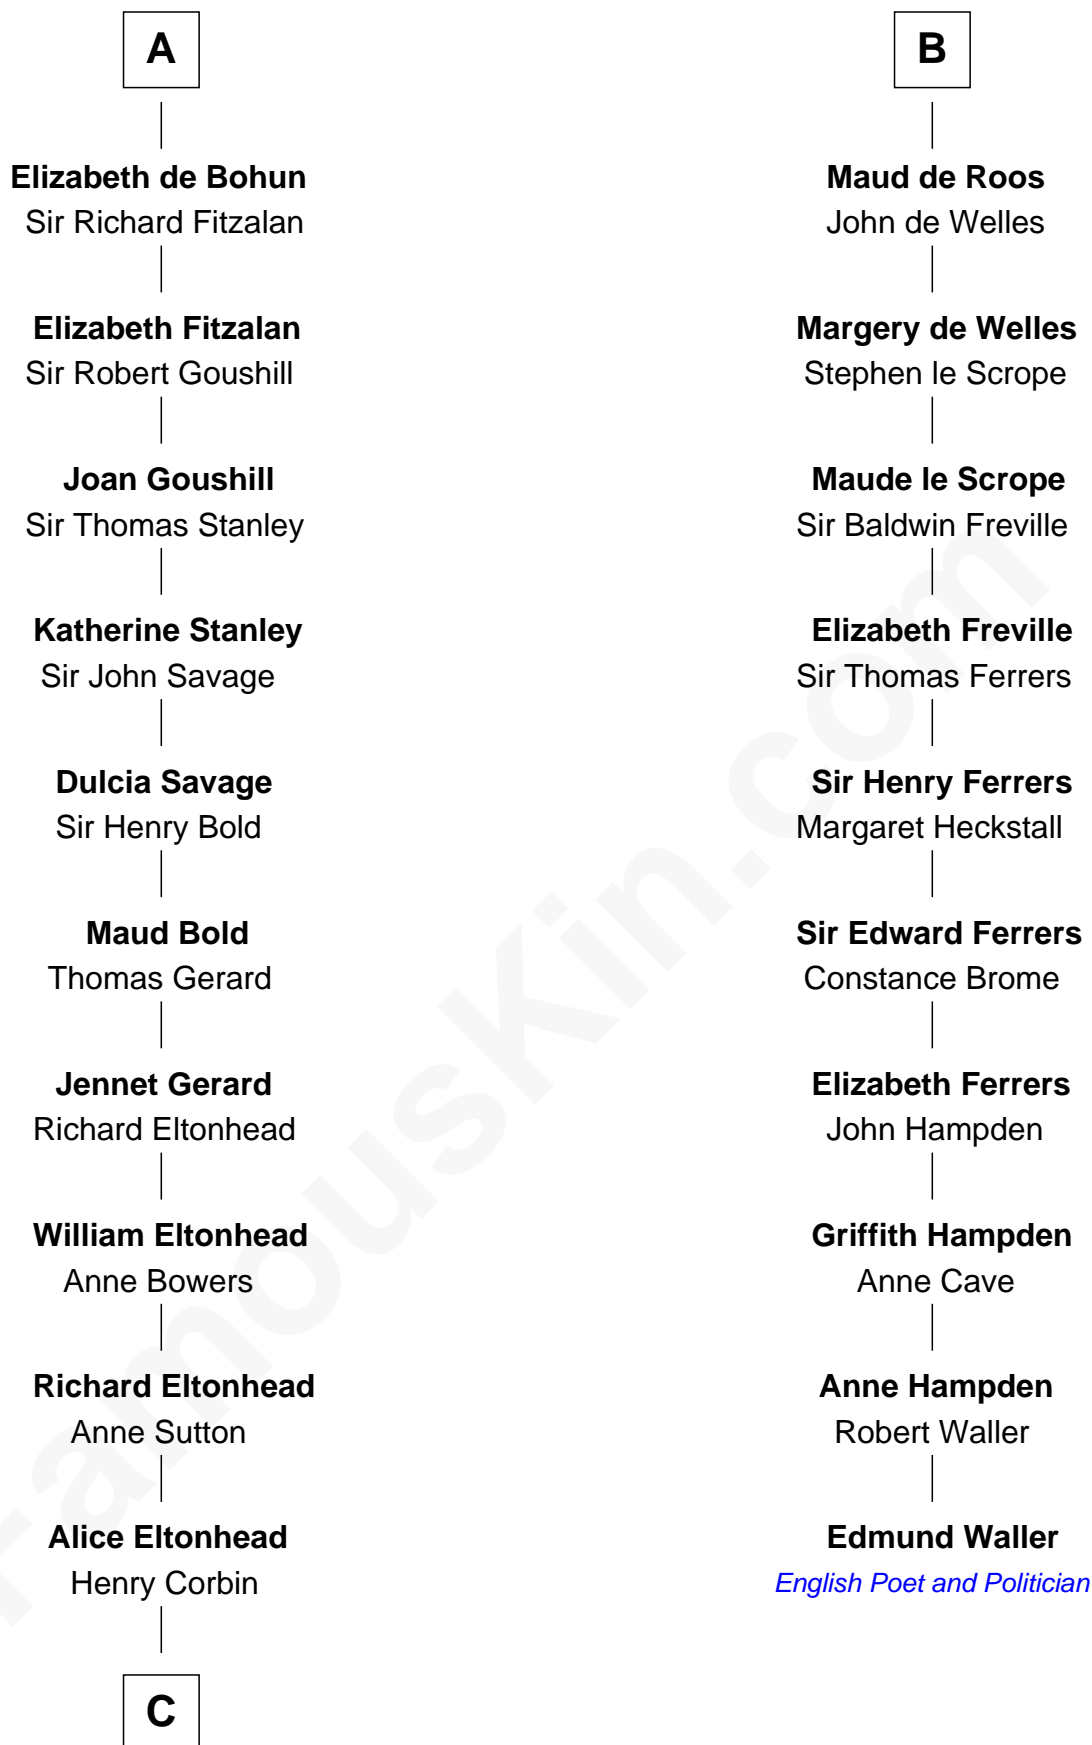 A
Elizabeth de Bohun
Sir Richard Fitzalan
Elizabeth Fitzalan
Sir Robert Goushill
Joan Goushill
Sir Thomas Stanley
Katherine Stanley
Sir John Savage
Dulcia Savage
Sir Henry Bold
Maud Bold
Thomas Gerard
Jennet Gerard
Richard Eltonhead
William Eltonhead
Anne Bowers
Richard Eltonhead
Anne Sutton
Alice Eltonhead
Henry Corbin
C
B
Maud de Roos
John de Welles
Margery de Welles
Stephen le Scrope
Maude le Scrope
Sir Baldwin Freville
Elizabeth Freville
Sir Thomas Ferrers
Sir Henry Ferrers
Margaret Heckstall
Sir Edward Ferrers
Constance Brome
Elizabeth Ferrers
John Hampden
Griffith Hampden
Anne Cave
Anne Hampden
Robert Waller
Edmund Waller
English Poet and Politician
FamousKin.com